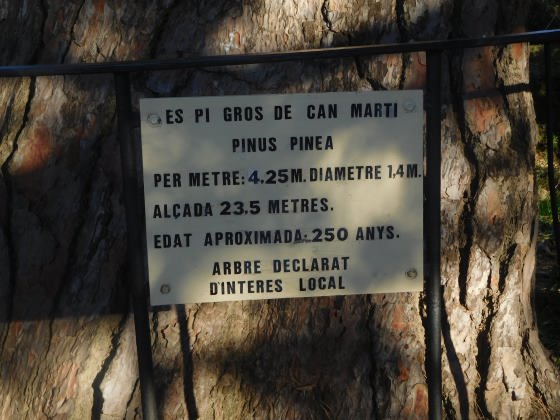 ES PI GROS DE CAN MARTI
PINUS PINEA
PER METRE: 4.25M. DIAMETRE 1,4M.
ALÇADA 23.5 METRES.
EDAT APROXIMADA: 250 ANYS.
ARBRE DECLARAT
D'INTERES LOCAL